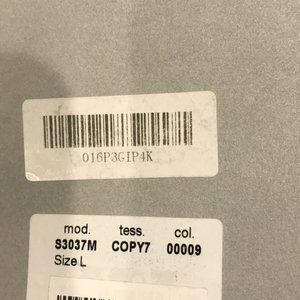 016P3GIP4K
mod. tess. col.
S3037M COPY7 00009
Size L